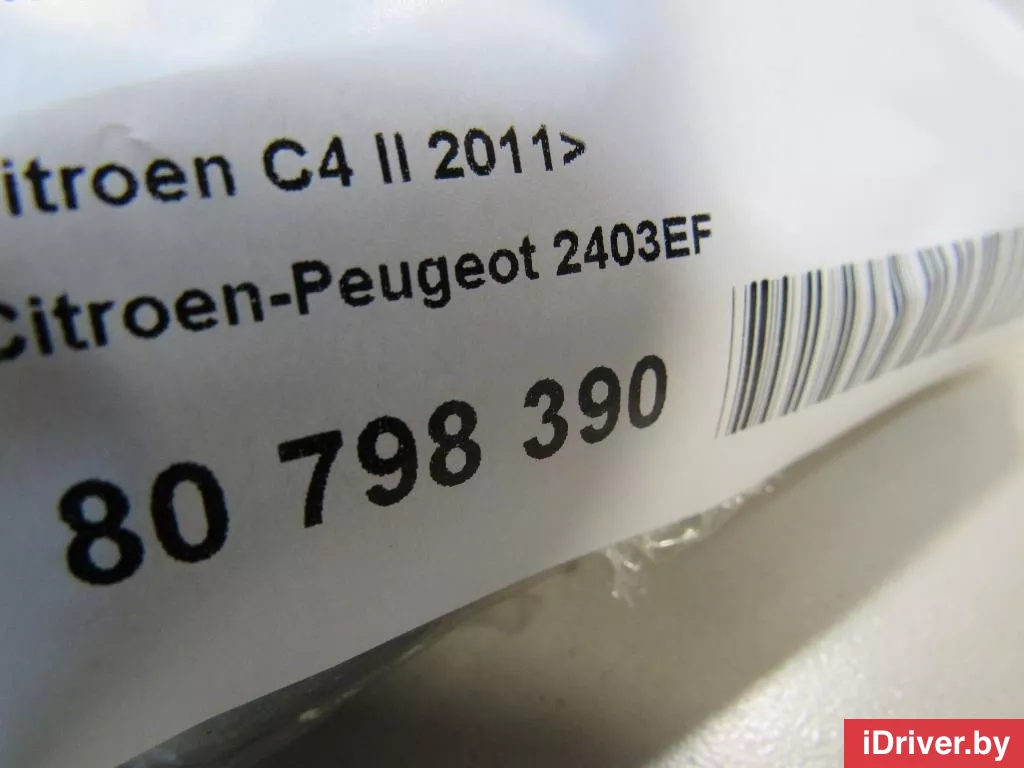 itroen C4 II 2011>
Citroen-Peugeot 2403EF
80 798 390
iDriver.by